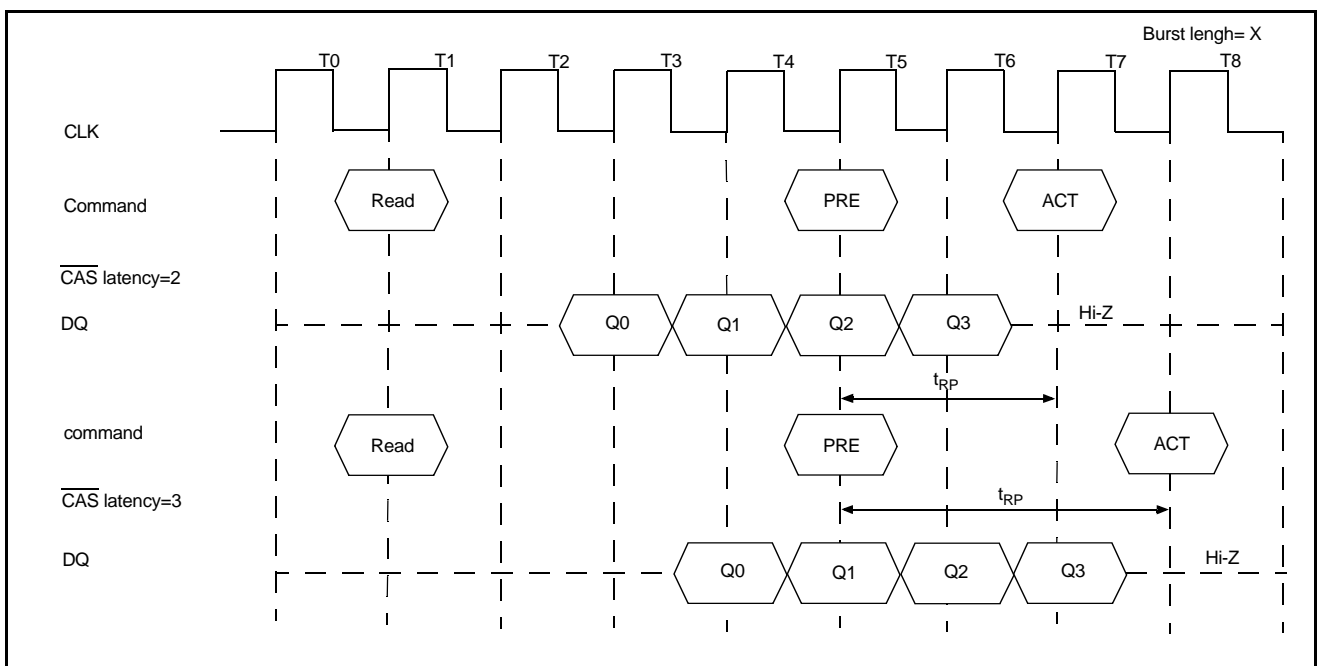 Burst lengh= X
T0 T1 T2 T3 T4 T5 T6 T7 T8
CLK
Command Read PRE ACT
CAS latency=2
DQ Q0 Q1 Q2 Q3 Hi-Z
tRP
command Read PRE ACT
CAS latency=3
tRP
DQ Q0 Q1 Q2 Q3 Hi-Z